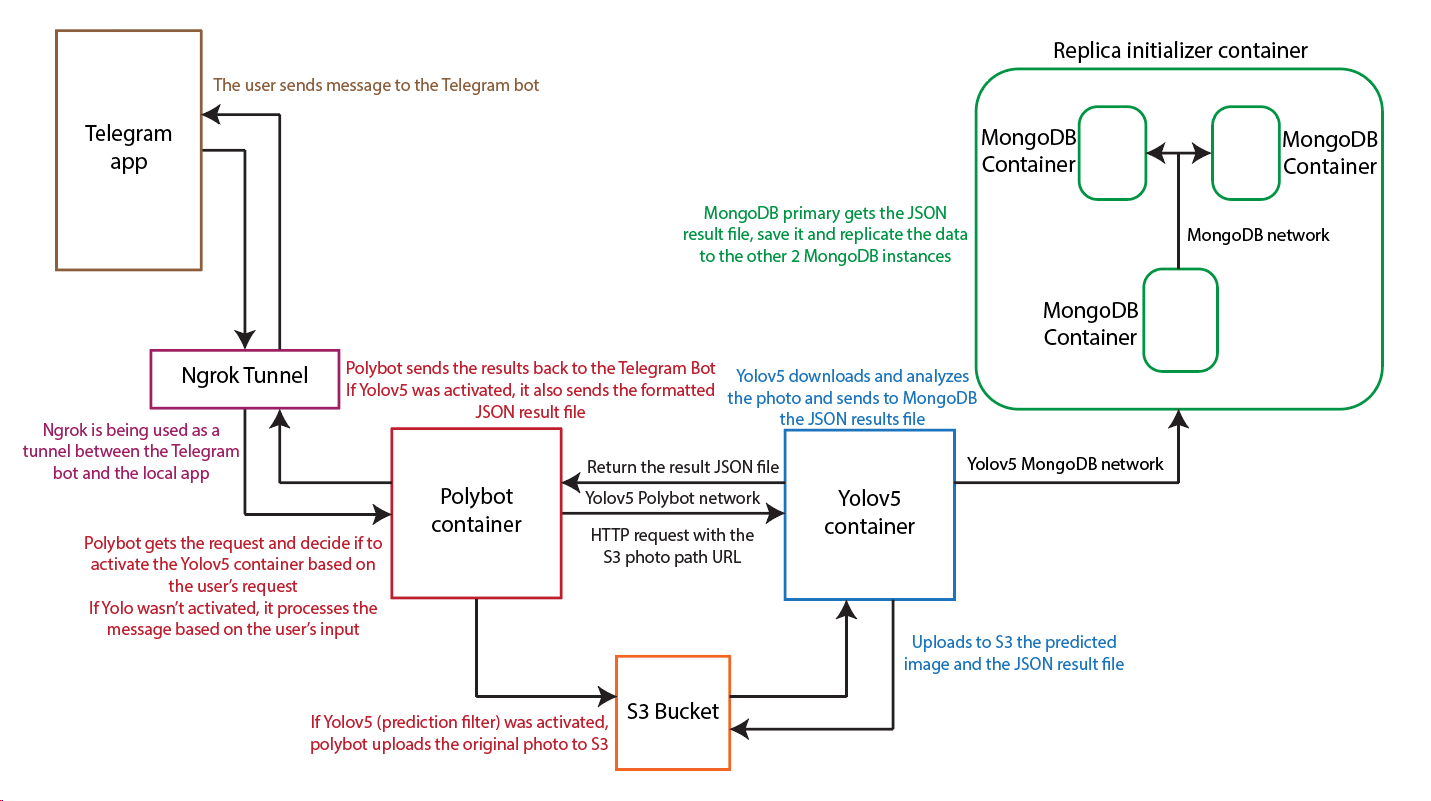 Replica initializer container
The user sends message to the Telegram bot
Telegram
app
MongoDB
Container
MongoDB
Container
MongoDB primary gets the JSON
result file, save it and replicate the data
to the other 2 MongoDB instances
MongoDB network
MongoDB
Container
Ngrok Tunnel
Polybot sends the results back to the Telegram Bot
If Yolov5 was activated, it also sends the formatted
JSON result file
Yolov5 downloads and analyzes
the photo and sends to MongoDB
the JSON results file
Ngrok is being used as a
tunnel between the Telegram
bot and the local app
Polybot
container
Return the result JSON file
Yolov5 Polybot network
HTTP request with the
S3 photo path URL
Yolov5
container
Yolov5 MongoDB network
Polybot gets the request and decide if to
activate the Yolov5 container based on
the user’s request
If Yolo wasn’t activated, it processes the
message based on the user’s input
Uploads to S3 the predicted
image and the JSON result file
S3 Bucket
If Yolov5 (prediction filter) was activated,
polybot uploads the original photo to S3